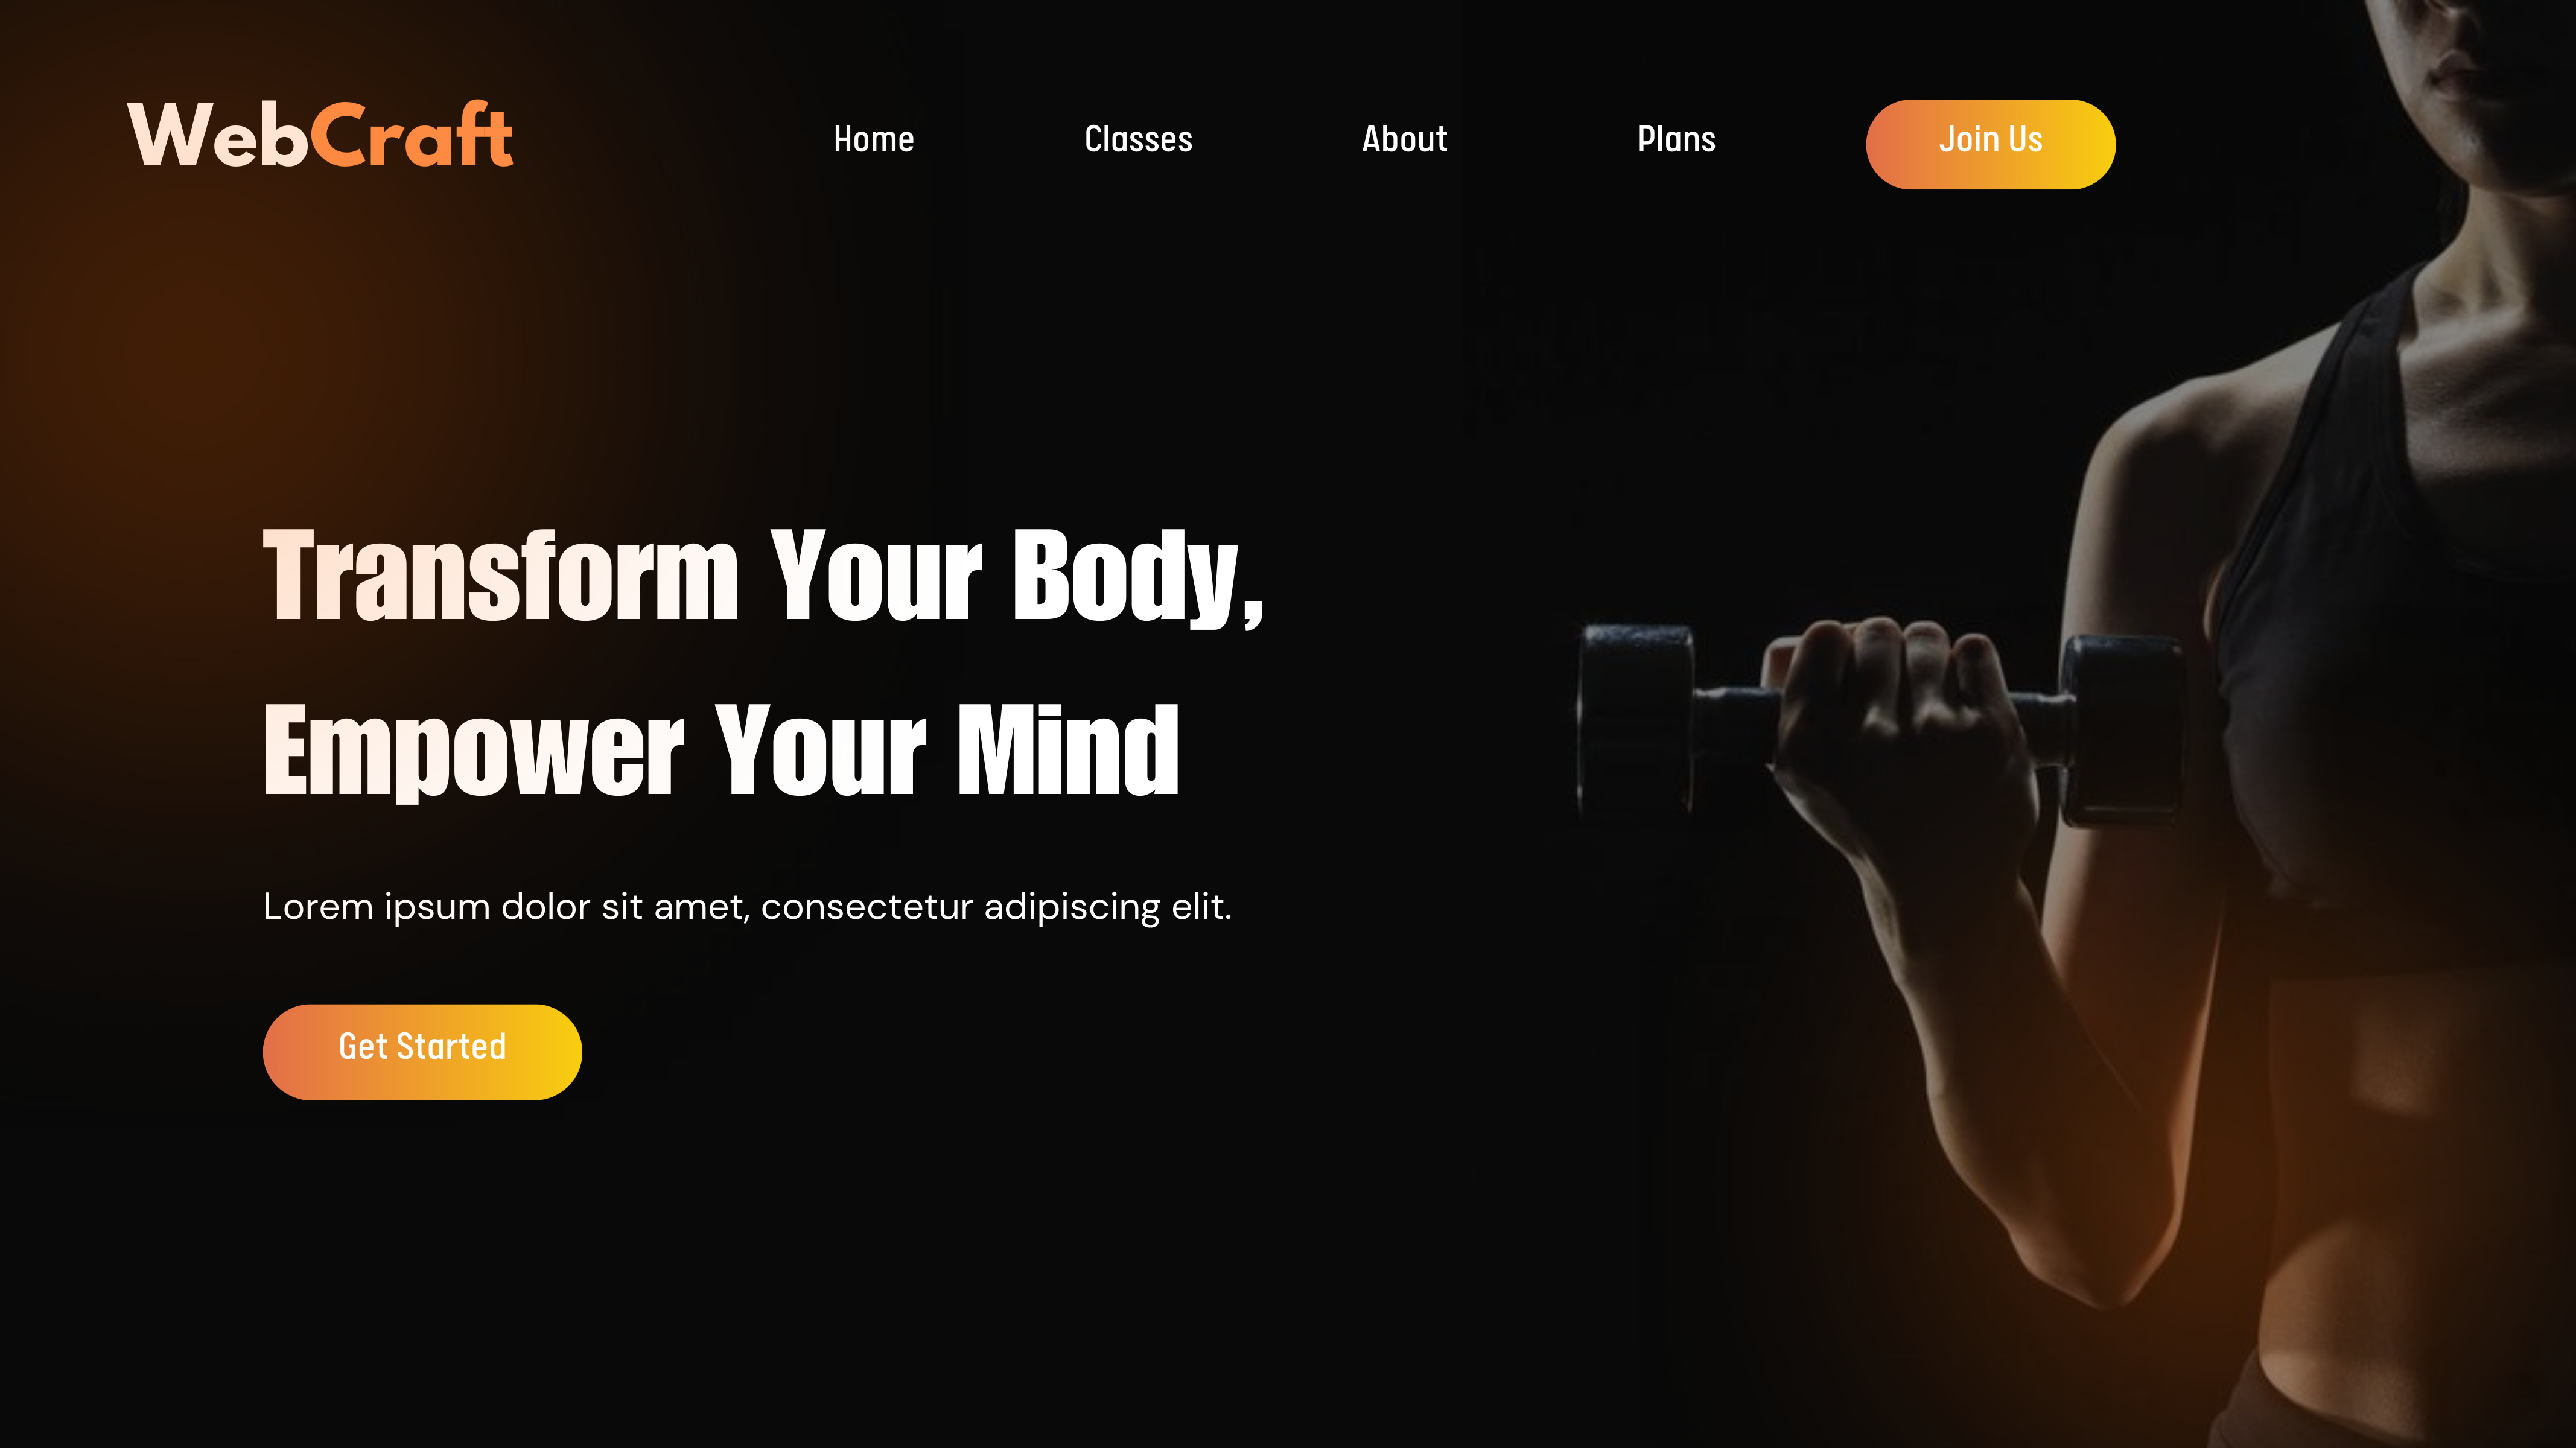 WebCraft
Home Classes About Plans Join Us
Transform Your Body,
Empower Your Mind
Lorem ipsum dolor sit amet, consectetur adipiscing elit.
Get Started